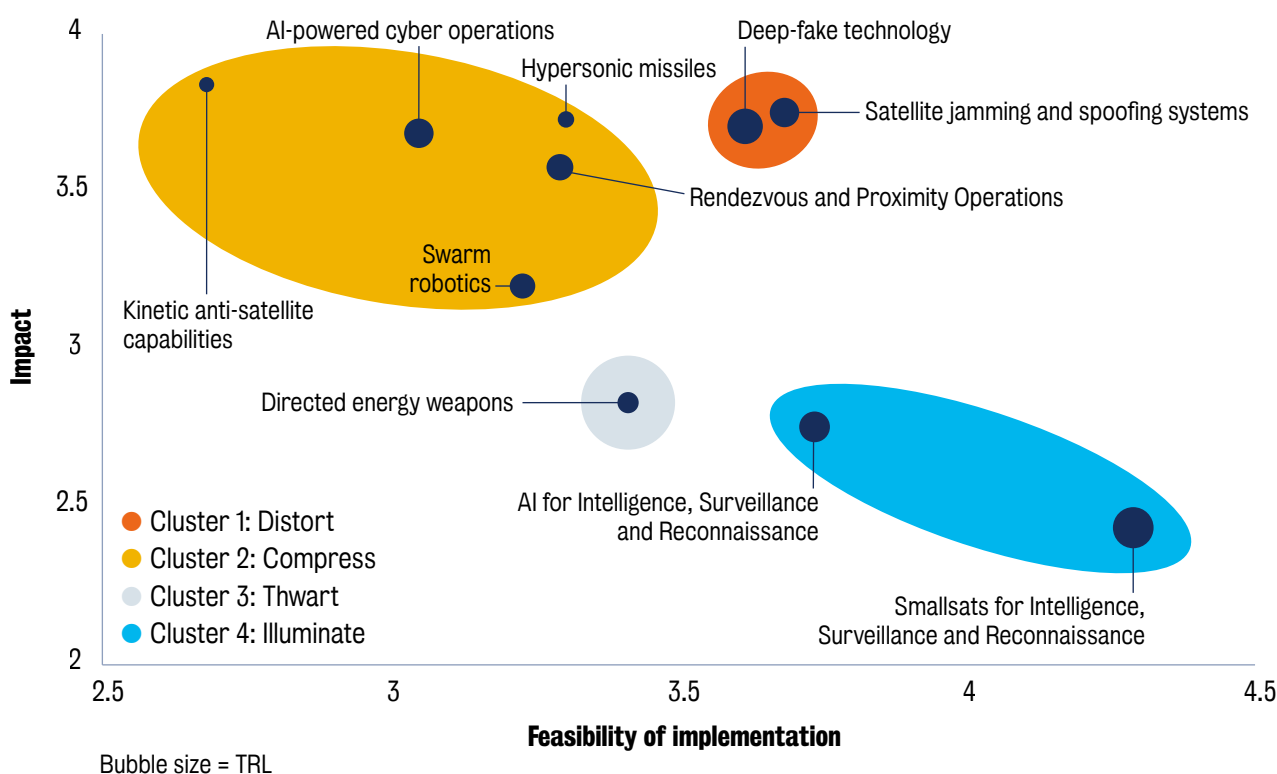 4
AI-powered cyber operations
Deep-fake technology
Hypersonic missiles
Satellite jamming and spoofing systems
3.5
Rendezvous and Proximity Operations
Swarm
robotics
Kinetic anti-satellite
capabilities
Impact
3
Directed energy weapons
2.5
AI for Intelligence, Surveillance
and Reconnaissance
Cluster 1: Distort
Cluster 2: Compress
Cluster 3: Thwart
Cluster 4: Illuminate
Smallsats for Intelligence,
Surveillance and Reconnaissance
2
2.5
3
3.5
4
4.5
Feasibility of implementation
Bubble size = TRL